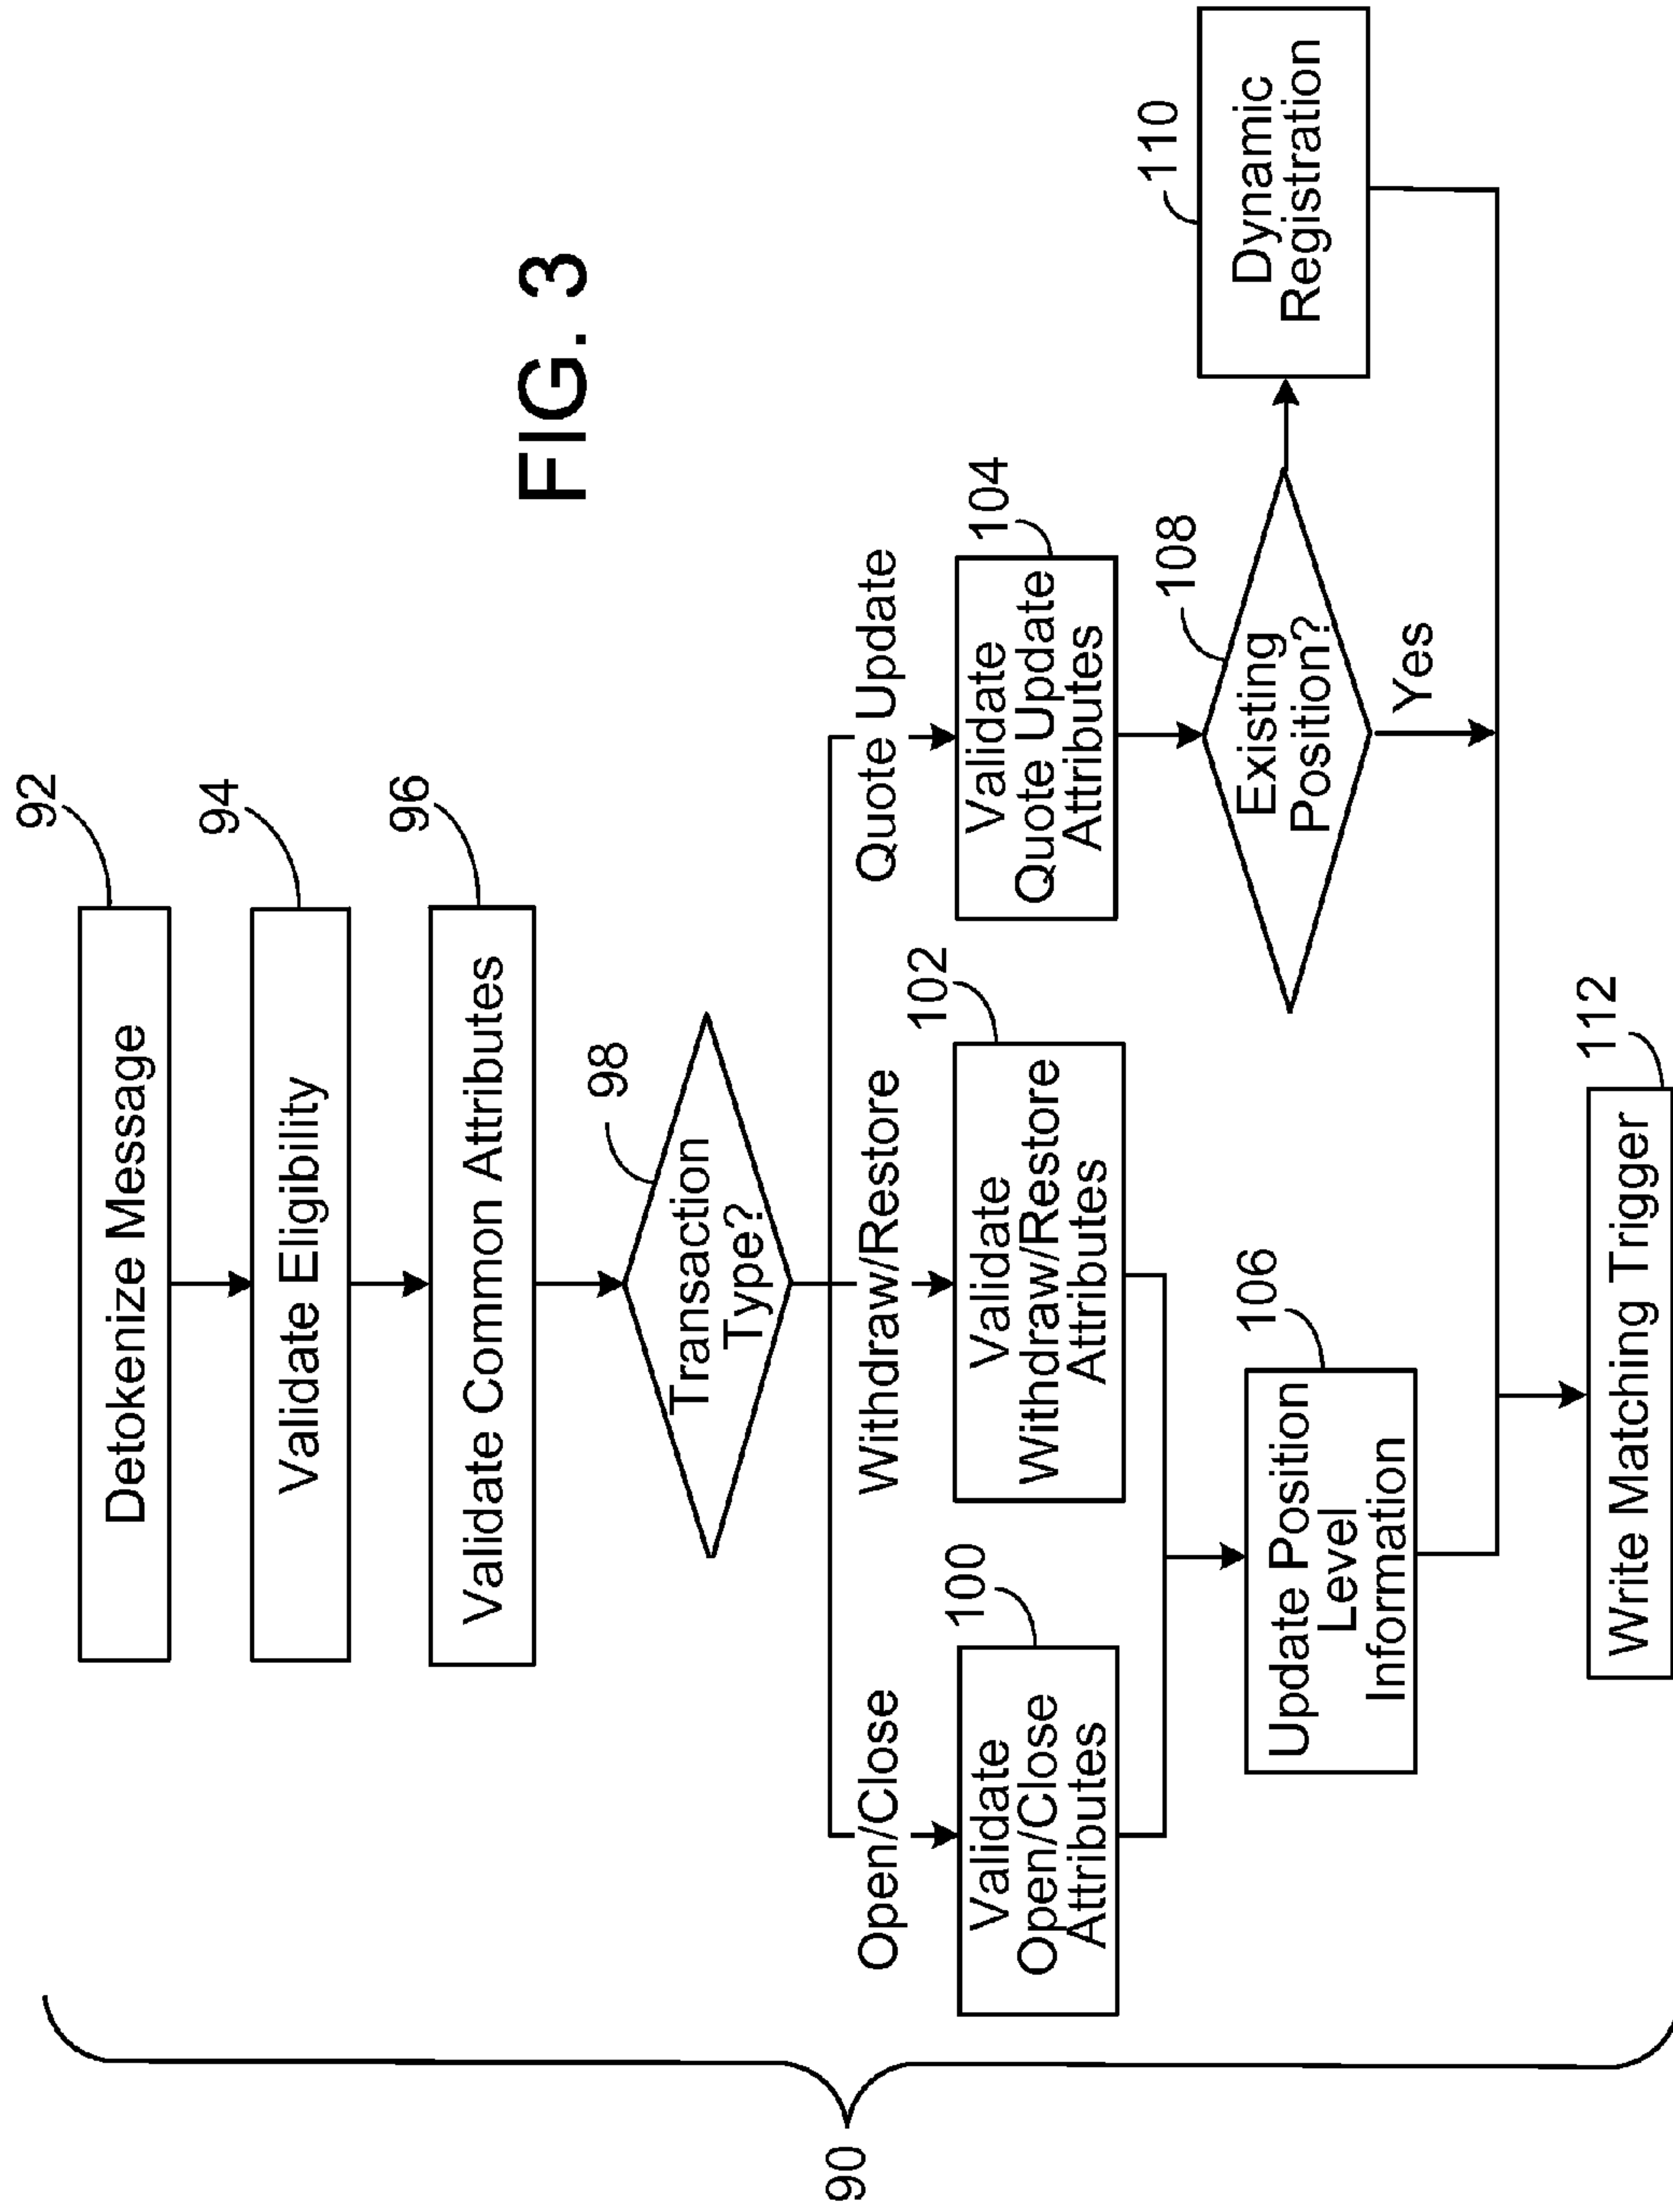 FIG. 3
90
92
Detokenize Message
94
Validate Eligibility
96
Validate Common Attributes
98
Transaction
Type?
Open/Close
Withdraw/Restore
Quote Update
100
Validate
Open/Close
Attributes
102
Validate
Withdraw/Restore
Attributes
104
Validate
Quote Update
Attributes
106
Update Position
Level
Information
108
Existing
Position?
Yes
110
Dynamic
Registration
112
Write Matching Trigger